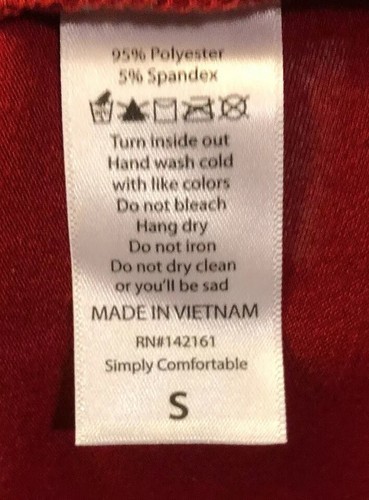 95% Polyester
5% Spandex
Turn inside out
Hand wash cold
with like colors
Do not bleach
Hang dry
Do not iron
Do not dry clean
or you'll be sad
MADE IN VIETNAM
RN#142161
Simply Comfortable
S